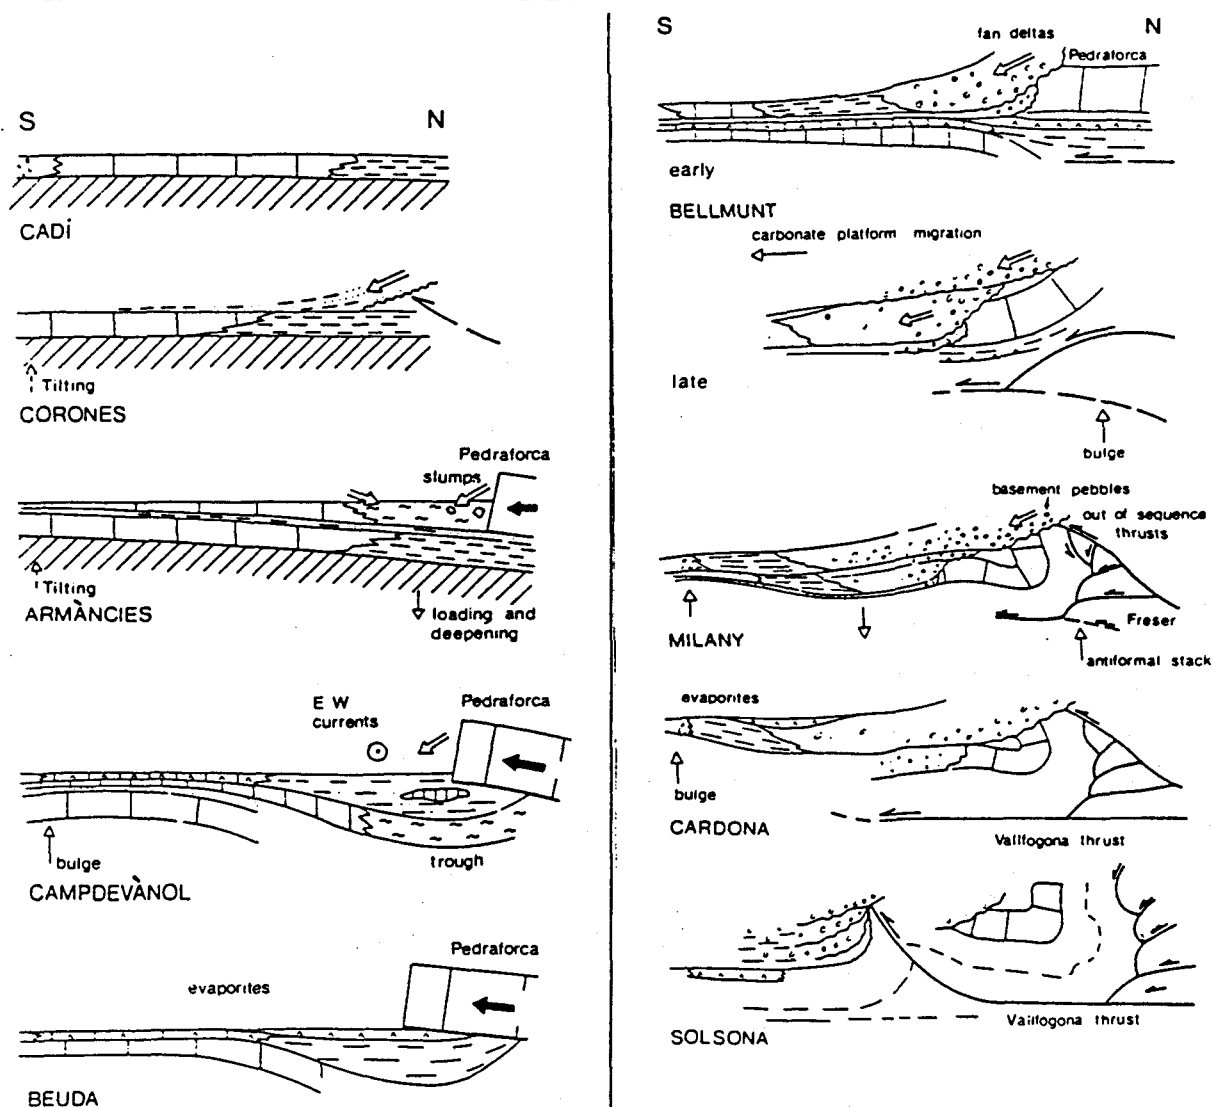 S N
CADÍ
Tilting
CORONES
Pedraforca
slumps
Tilting
ARMÀNCIES
loading and
deepening
E W
currents
Pedraforca
bulge
trough
CAMPDEVÀNOL
Pedraforca
evaporites
BEUDA
S N
fan deltas
Pedraforca
early
BELLMUNT
carbonate platform migration
late
bulge
basement pebbles
out of sequence
thrusts
Freser
MILANY
antiformal stack
evaporites
bulge
CARDONA
Vallfogona thrust
Vallfogona thrust
SOLSONA